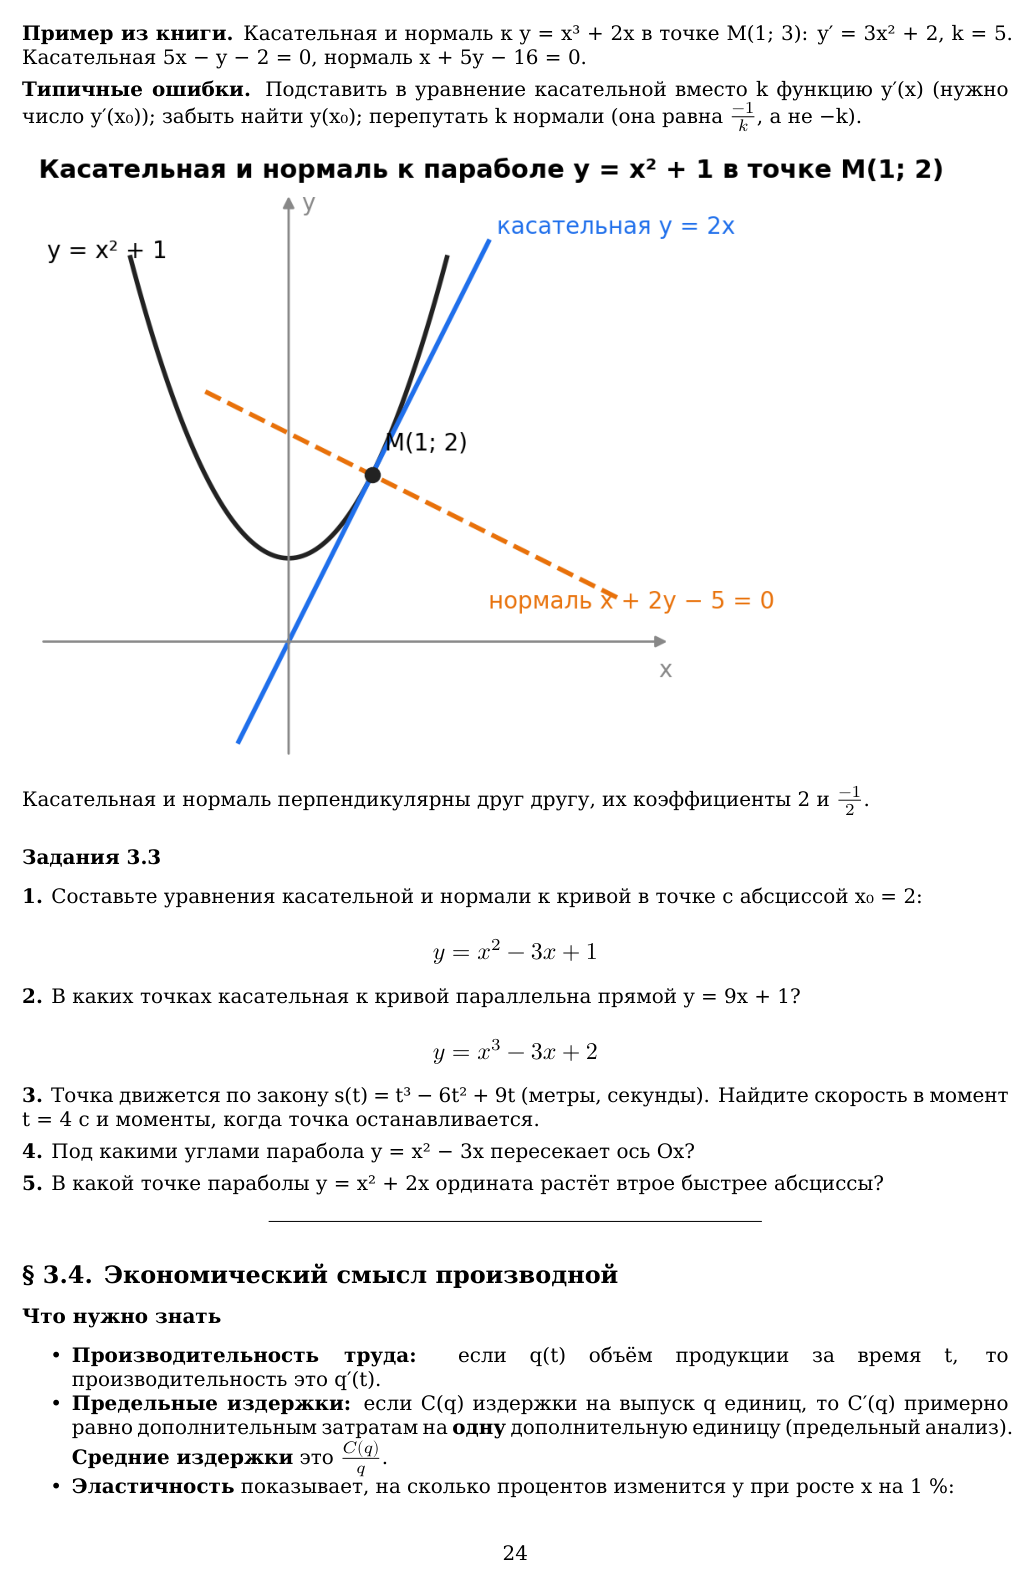 Пример из книги. Касательная и нормаль к y = x³ + 2x в точке M(1; 3): y′ = 3x² + 2, k = 5.
Касательная 5x − y − 2 = 0, нормаль x + 5y − 16 = 0.
Типичные ошибки. Подставить в уравнение касательной вместо k функцию y′(x) (нужно
число y′(x₀)); забыть найти y(x₀); перепутать k нормали (она равна −1/k, а не −k).
Касательная и нормаль к параболе y = x² + 1 в точке M(1; 2)
y
касательная y = 2x
y = x² + 1
M(1; 2)
нормаль x + 2y − 5 = 0
x
Касательная и нормаль перпендикулярны друг другу, их коэффициенты 2 и −1/2.
Задания 3.3
1. Составьте уравнения касательной и нормали к кривой в точке с абсциссой x₀ = 2:
y = x² − 3x + 1
2. В каких точках касательная к кривой параллельна прямой y = 9x + 1?
y = x³ − 3x + 2
3. Точка движется по закону s(t) = t³ − 6t² + 9t (метры, секунды). Найдите скорость в момент
t = 4 с и моменты, когда точка останавливается.
4. Под какими углами парабола y = x² − 3x пересекает ось Ox?
5. В какой точке параболы y = x² + 2x ордината растёт втрое быстрее абсциссы?
§ 3.4. Экономический смысл производной
Что нужно знать
• Производительность труда: если q(t) объём продукции за время t, то
производительность это q′(t).
• Предельные издержки: если C(q) издержки на выпуск q единиц, то C′(q) примерно
равно дополнительным затратам на одну дополнительную единицу (предельный анализ).
Средние издержки это C(q)/q.
• Эластичность показывает, на сколько процентов изменится y при росте x на 1 %:
24